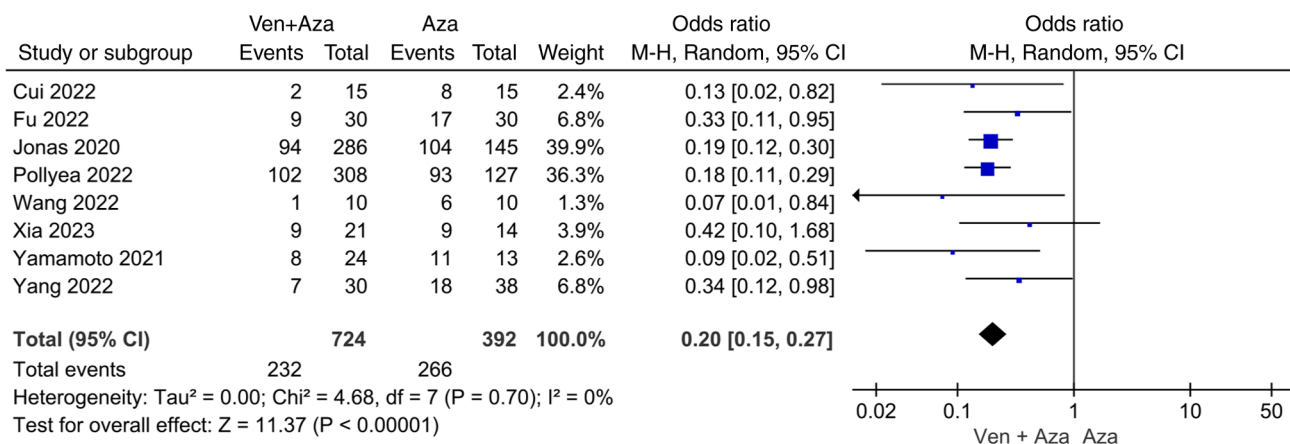 Ven+Aza Aza Odds ratio Odds ratio
Study or subgroup Events Total Events Total Weight M-H, Random, 95% CI M-H, Random, 95% CI
Cui 2022 2 15 8 15 2.4% 0.13 [0.02, 0.82]
Fu 2022 9 30 17 30 6.8% 0.33 [0.11, 0.95]
Jonas 2020 94 286 104 145 39.9% 0.19 [0.12, 0.30]
Pollyea 2022 102 308 93 127 36.3% 0.18 [0.11, 0.29]
Wang 2022 1 10 6 10 1.3% 0.07 [0.01, 0.84]
Xia 2023 9 21 9 14 3.9% 0.42 [0.10, 1.68]
Yamamoto 2021 8 24 11 13 2.6% 0.09 [0.02, 0.51]
Yang 2022 7 30 18 38 6.8% 0.34 [0.12, 0.98]
Total (95% CI) 724 392 100.0% 0.20 [0.15, 0.27]
Total events 232 266
Heterogeneity: Tau² = 0.00; Chi² = 4.68, df = 7 (P = 0.70); I² = 0%
Test for overall effect: Z = 11.37 (P < 0.00001)
0.02 0.1 1 10 50
Ven + Aza Aza